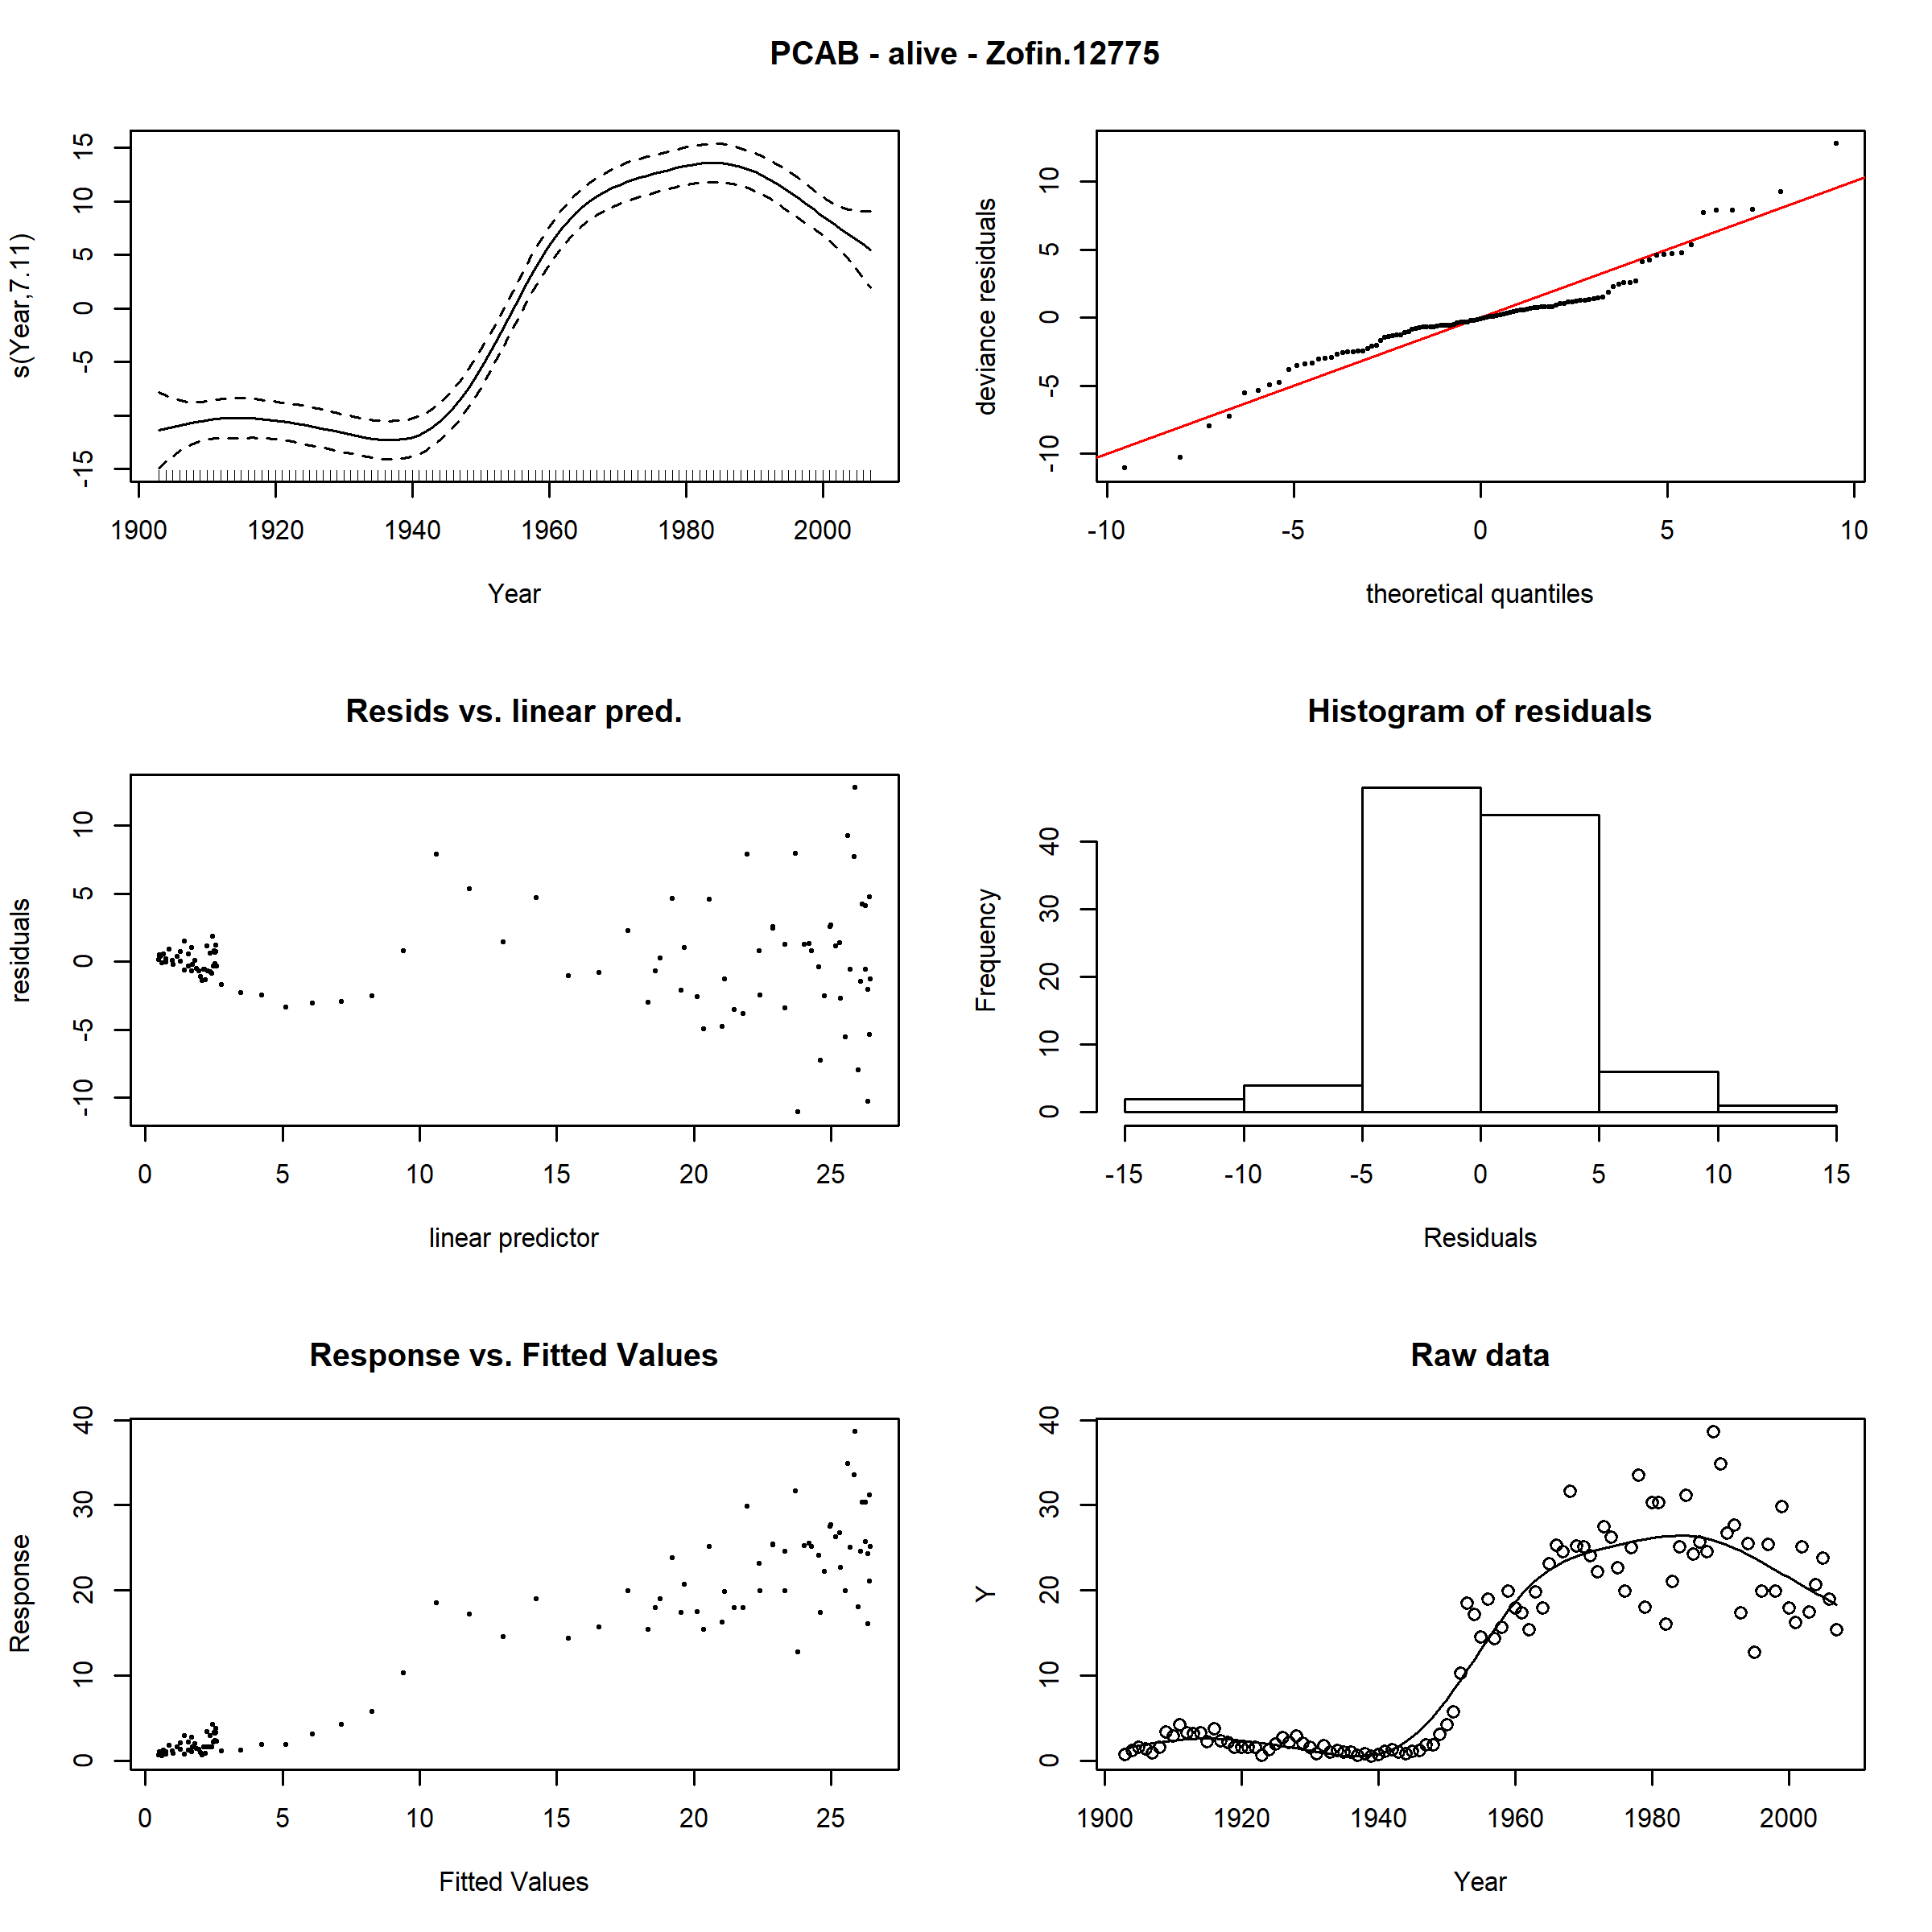 PCAB - alive - Zofin.12775
s(Year,7.11)
15
10
5
0
-5
-15
1900 1920 1940 1960 1980 2000
Year
deviance residuals
10
5
0
-5
-10
-10 -5 0 5 10
theoretical quantiles
Resids vs. linear pred.
residuals
10
5
0
-5
-10
0 5 10 15 20 25
linear predictor
Histogram of residuals
Frequency
40
30
20
10
0
-15 -10 -5 0 5 10 15
Residuals
Response vs. Fitted Values
Response
40
30
20
10
0
0 5 10 15 20 25
Fitted Values
Raw data
Y
40
30
20
10
0
1900 1920 1940 1960 1980 2000
Year